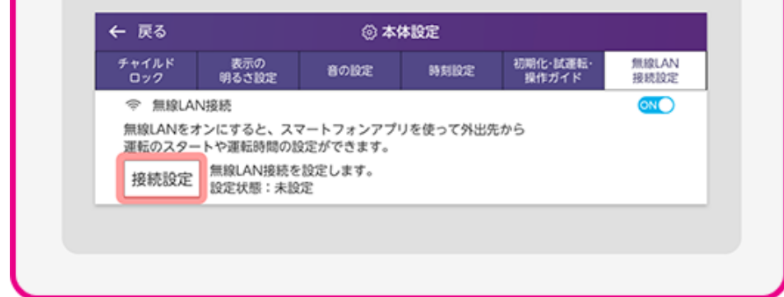 ← 戻る
本体設定
チャイルド
ロック
表示の
明るさ設定
音の設定
時刻設定
初期化･試運転･
操作ガイド
無線LAN
接続設定
無線LAN接続
ON
無線LANをオンにすると、スマートフォンアプリを使って外出先から
運転のスタートや運転時間の設定ができます。
接続設定
無線LAN接続を設定します。
設定状態：未設定